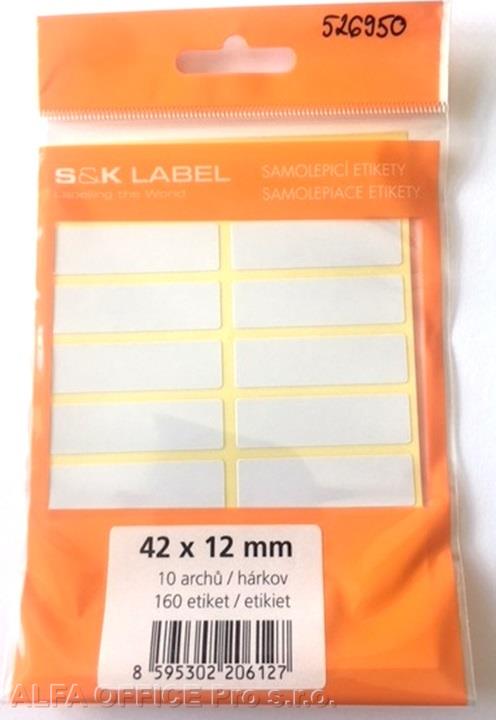 526950
S&K LABEL
Labelling the World
SAMOLEPICÍ ETIKETY
SAMOLEPIACE ETIKETY
42 x 12 mm
10 archů / hárkov
160 etiket / etikiet
8 595302 206127
ALFA OFFICE Pro s.r.o.